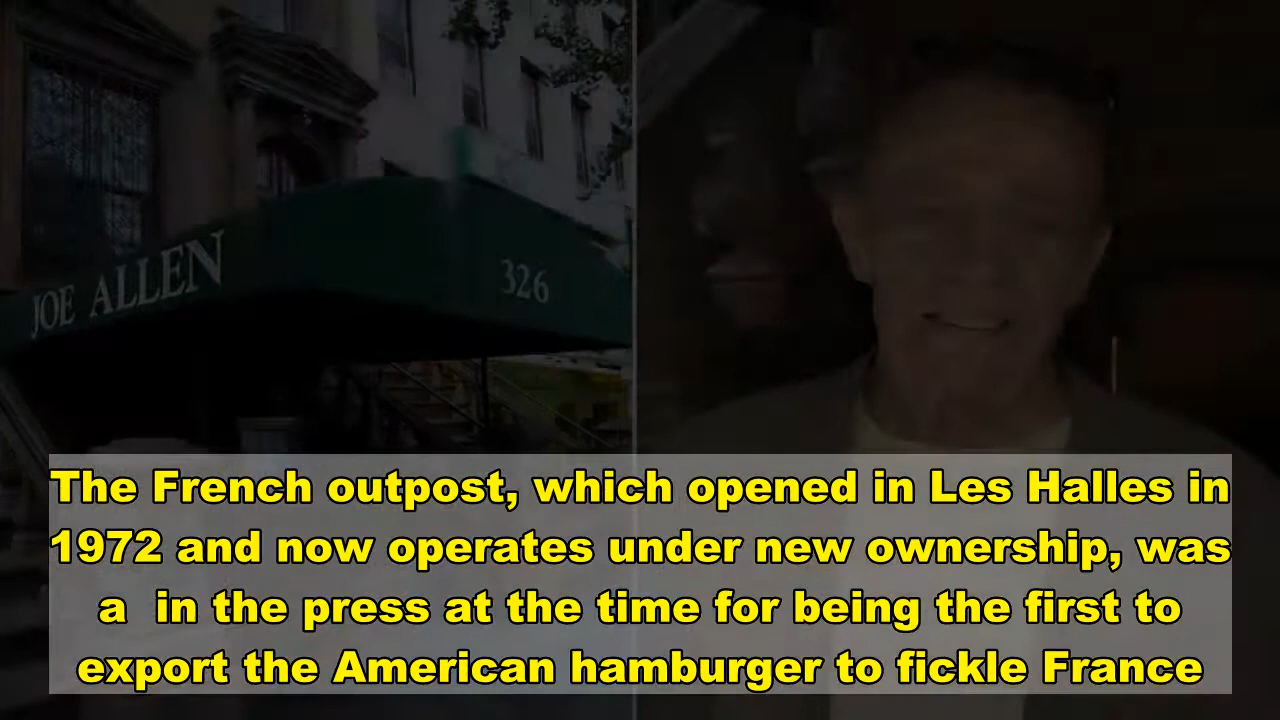 JOE ALLEN
326
The French outpost, which opened in Les Halles in
1972 and now operates under new ownership, was
a  in the press at the time for being the first to
export the American hamburger to fickle France